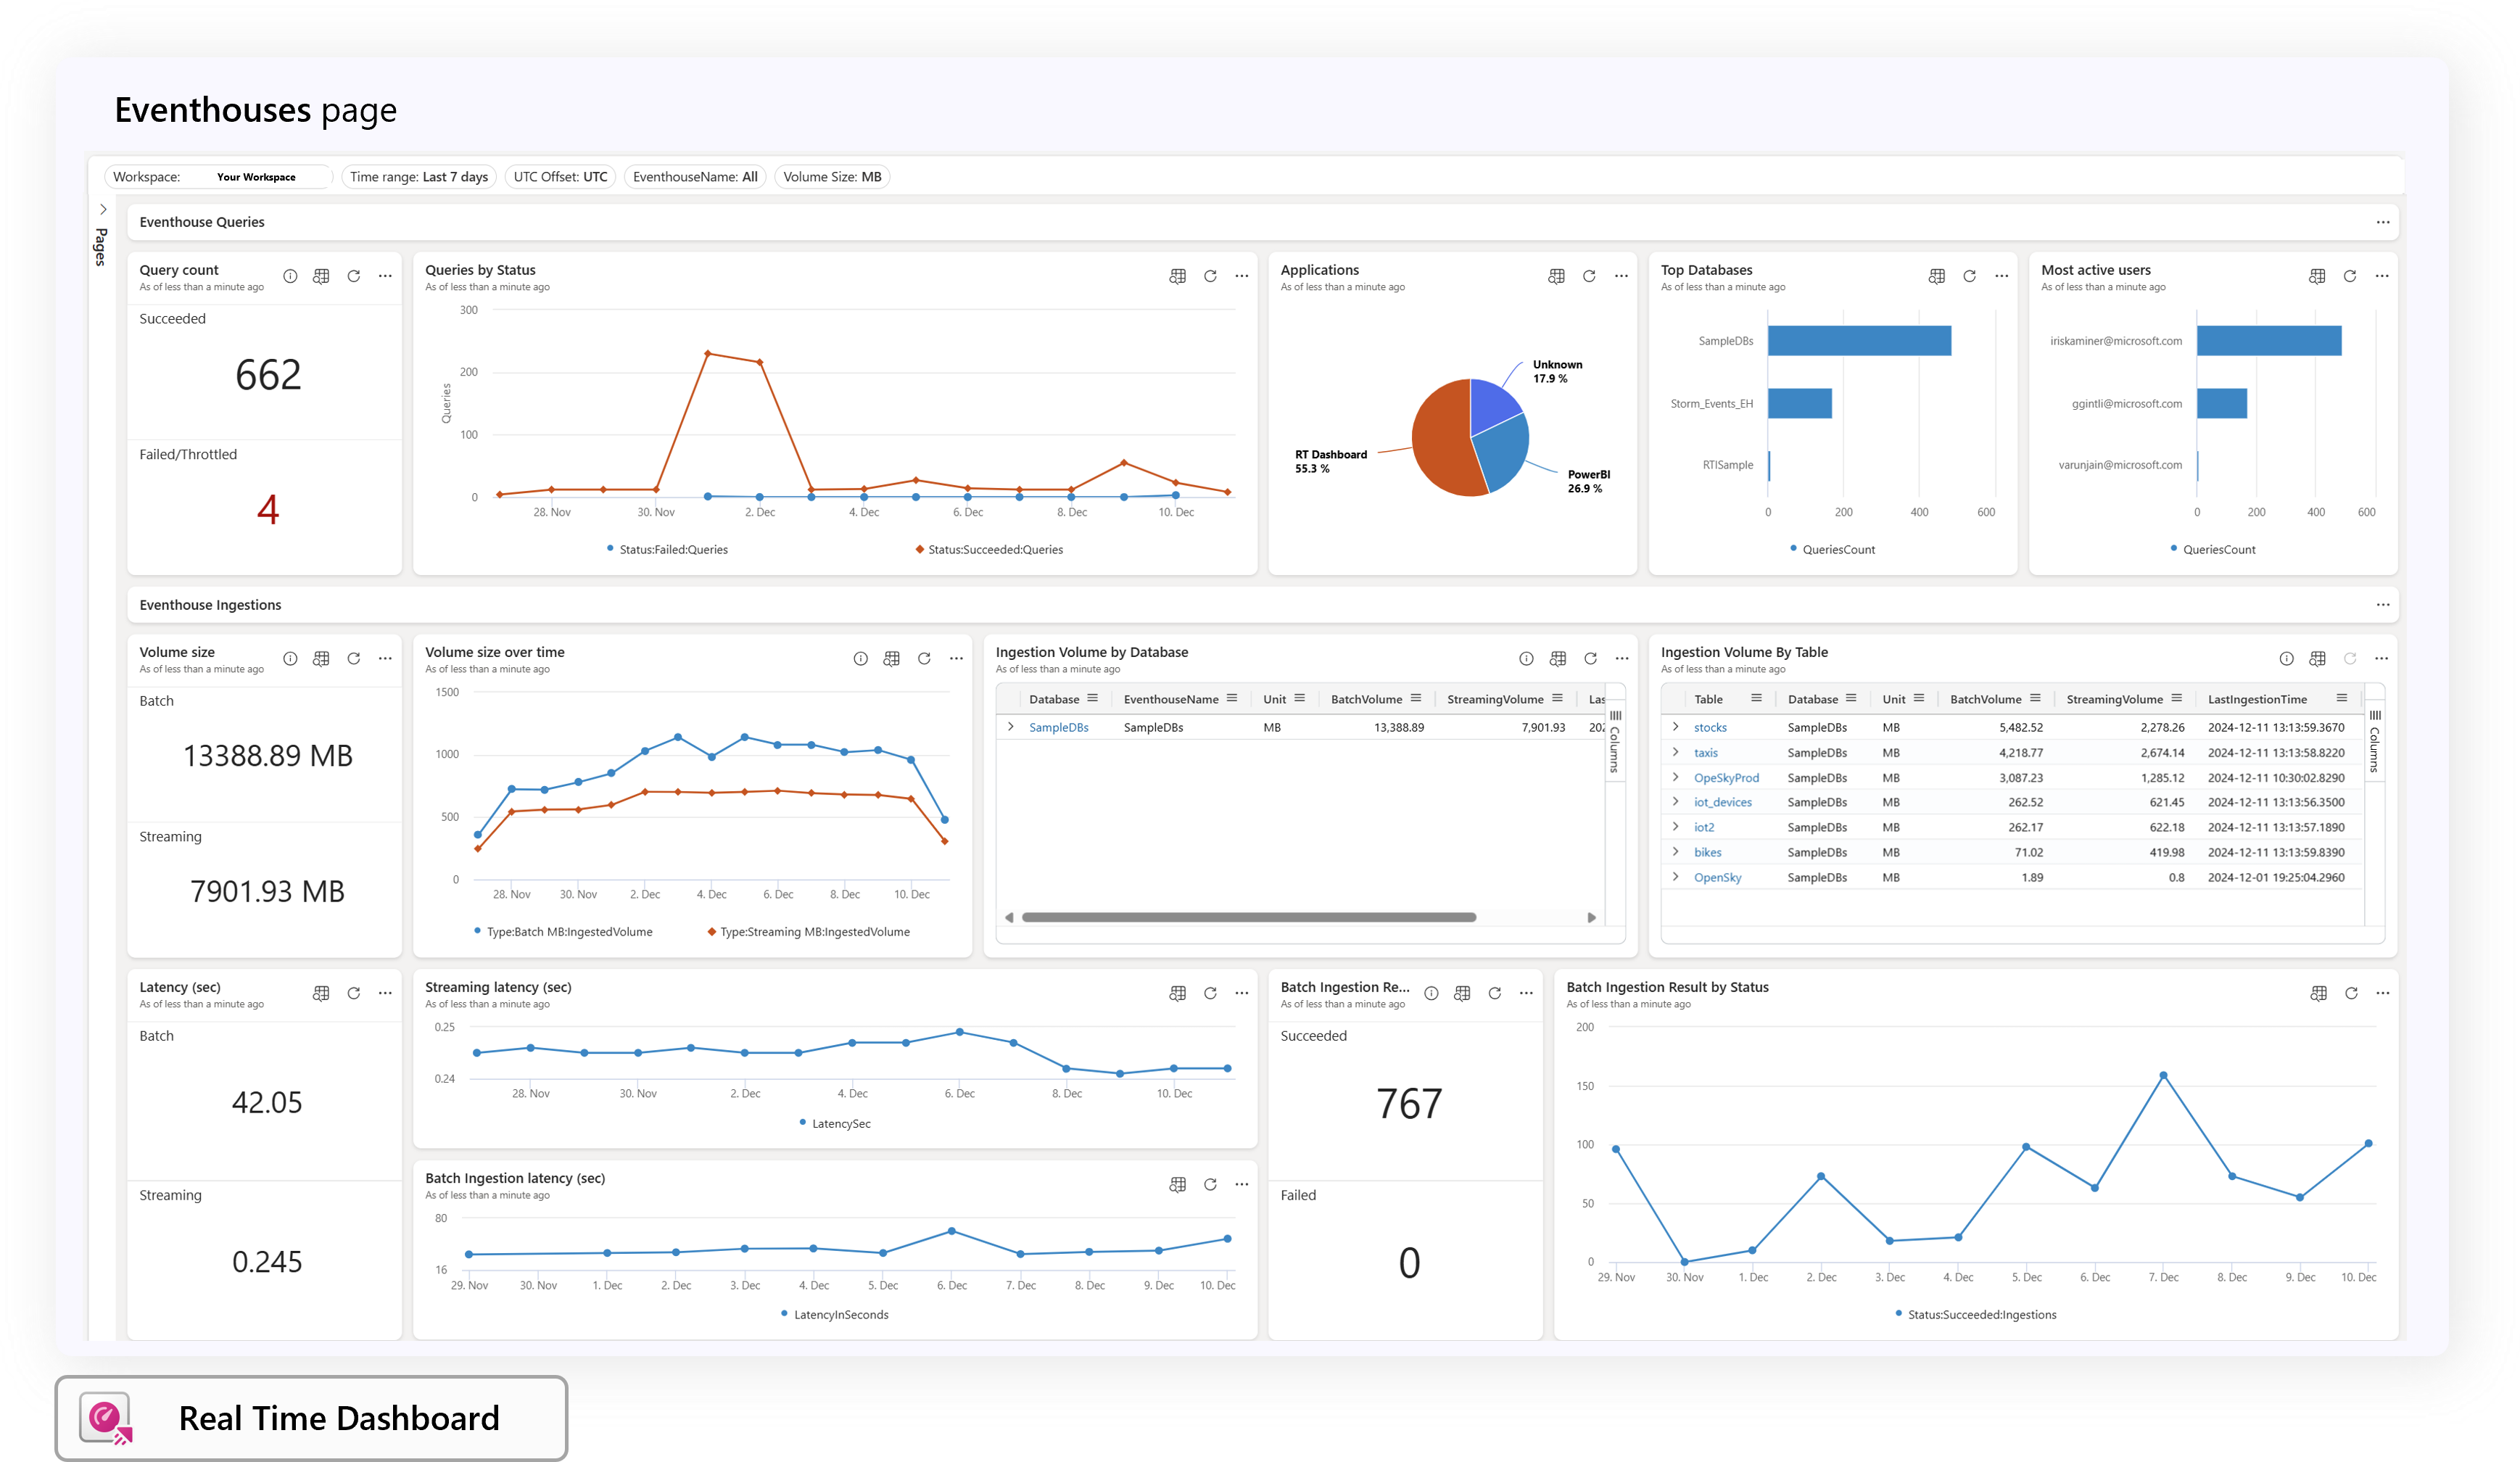 Eventhouses page
Workspace: Your Workspace Time range: Last 7 days UTC Offset: UTC EventhouseName: All Volume Size: MB
Pages
Eventhouse Queries
Query count
As of less than a minute ago
Succeeded
662
Failed/Throttled
4
Queries by Status
As of less than a minute ago
Queries
300
200
100
0
28. Nov 30. Nov 2. Dec 4. Dec 6. Dec 8. Dec 10. Dec
Status:Failed:Queries Status:Succeeded:Queries
Applications
As of less than a minute ago
Unknown
17.9 %
RT Dashboard
55.3 %
PowerBI
26.9 %
Top Databases
As of less than a minute ago
SampleDBs
Storm_Events_EH
RTISample
0 200 400 600
QueriesCount
Most active users
As of less than a minute ago
iriskaminer@microsoft.com
ggintli@microsoft.com
varunjain@microsoft.com
0 200 400 600
QueriesCount
Eventhouse Ingestions
Volume size
As of less than a minute ago
Batch
13388.89 MB
Streaming
7901.93 MB
Volume size over time
As of less than a minute ago
1500
1000
500
0
28. Nov 30. Nov 2. Dec 4. Dec 6. Dec 8. Dec 10. Dec
Type:Batch MB:IngestedVolume Type:Streaming MB:IngestedVolume
Ingestion Volume by Database
As of less than a minute ago
Database EventhouseName Unit BatchVolume StreamingVolume Las
SampleDBs SampleDBs MB 13,388.89 7,901.93 202
Columns
Ingestion Volume By Table
As of less than a minute ago
Table Database Unit BatchVolume StreamingVolume LastIngestionTime
stocks SampleDBs MB 5,482.52 2,278.26 2024-12-11 13:13:59.3670
taxis SampleDBs MB 4,218.77 2,674.14 2024-12-11 13:13:58.8220
OpeSkyProd SampleDBs MB 3,087.23 1,285.12 2024-12-11 10:30:02.8290
iot_devices SampleDBs MB 262.52 621.45 2024-12-11 13:13:56.3500
iot2 SampleDBs MB 262.17 622.18 2024-12-11 13:13:57.1890
bikes SampleDBs MB 71.02 419.98 2024-12-11 13:13:59.8390
OpenSky SampleDBs MB 1.89 0.8 2024-12-01 19:25:04.2960
Columns
Latency (sec)
As of less than a minute ago
Batch
42.05
Streaming
0.245
Streaming latency (sec)
As of less than a minute ago
0.25
0.24
28. Nov 30. Nov 2. Dec 4. Dec 6. Dec 8. Dec 10. Dec
LatencySec
Batch Ingestion latency (sec)
As of less than a minute ago
80
16
29. Nov 30. Nov 1. Dec 2. Dec 3. Dec 4. Dec 5. Dec 6. Dec 7. Dec 8. Dec 9. Dec 10. Dec
LatencyInSeconds
Batch Ingestion Re...
As of less than a minute ago
Succeeded
767
Failed
0
Batch Ingestion Result by Status
As of less than a minute ago
200
150
100
50
0
29. Nov 30. Nov 1. Dec 2. Dec 3. Dec 4. Dec 5. Dec 6. Dec 7. Dec 8. Dec 9. Dec 10. Dec
Status:Succeeded:Ingestions
Real Time Dashboard